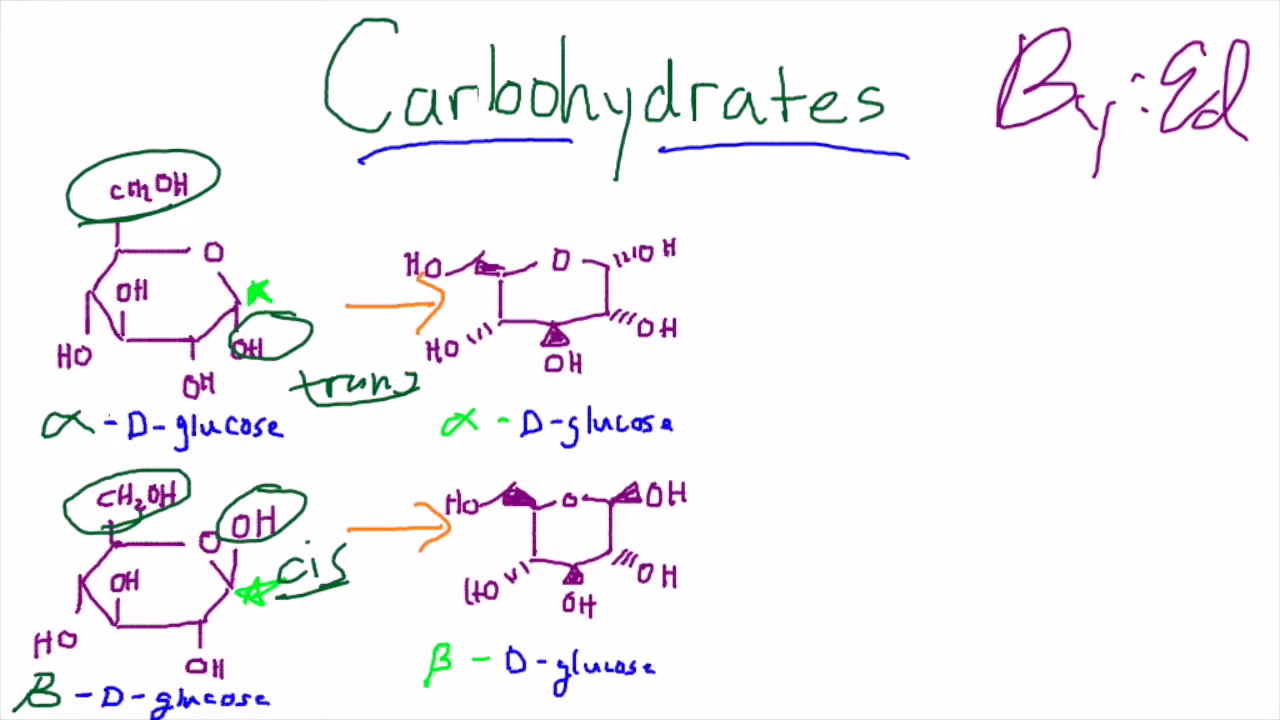 Carbohydrates
By: Ed
CH2OH
O
OH
HO
OH
OH
trans
α-D-glucose
HO
O
OH
HO
OH
OH
α-D-glucose
CH2OH
O
OH
OH
cis
HO
OH
β-D-glucose
HO
O
OH
HO
OH
OH
β-D-glucose